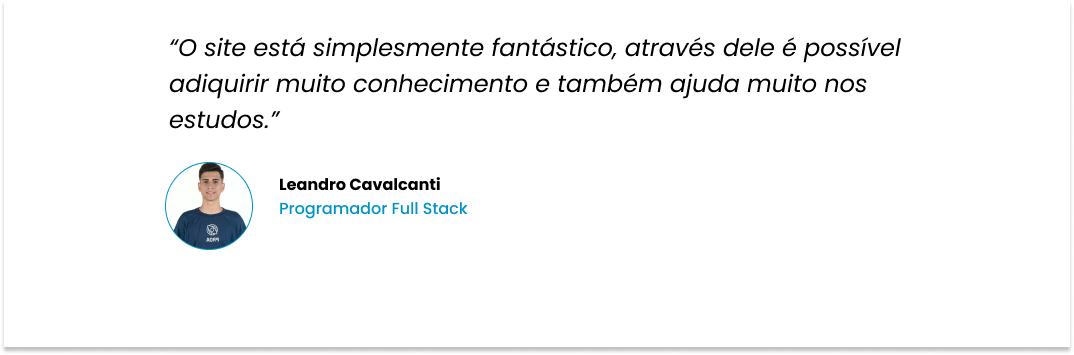 “O site está simplesmente fantástico, através dele é possível
adiquirir muito conhecimento e também ajuda muito nos
estudos.”
Leandro Cavalcanti
Programador Full Stack